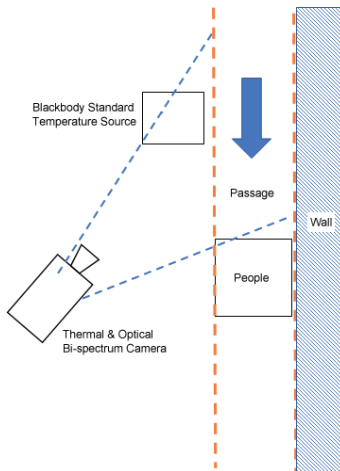 Blackbody Standard
Temperature Source
Passage
Wall
People
Thermal & Optical
Bi-spectrum Camera